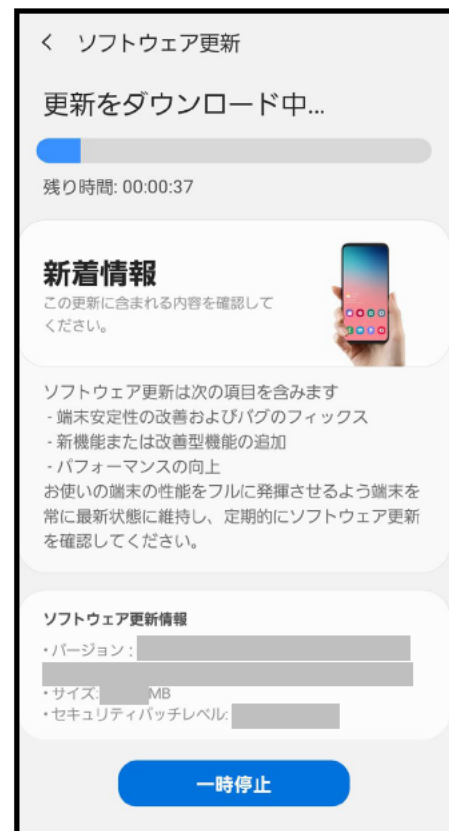 ソフトウェア更新
更新をダウンロード中...
残り時間: 00:00:37
新着情報
この更新に含まれる内容を確認して
ください。
ソフトウェア更新は次の項目を含みます
- 端末安定性の改善およびバグのフィックス
- 新機能または改善型機能の追加
- パフォーマンスの向上
お使いの端末の性能をフルに発揮させるよう端末を
常に最新状態に維持し、定期的にソフトウェア更新
を確認してください。
ソフトウェア更新情報
・バージョン :
・サイズ: MB
・セキュリティパッチレベル:
一時停止